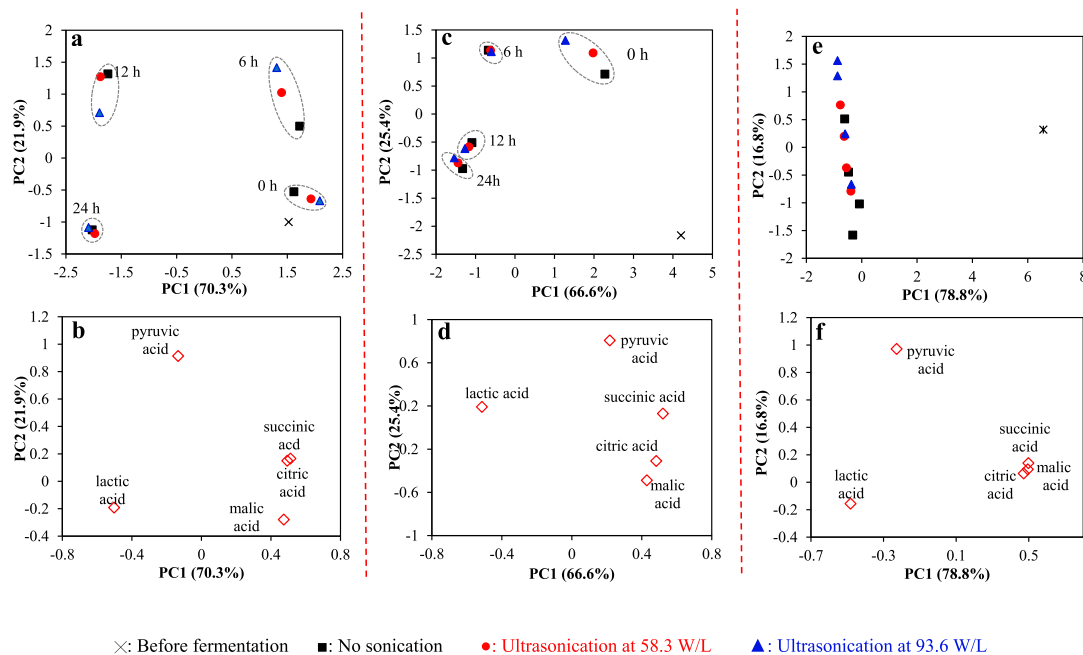 a
2
1.5
1
0.5
0
-0.5
-1
-1.5
-2.5
-1.5
-0.5
0.5
1.5
2.5
PC2 (21.9%)
PC1 (70.3%)
12 h
6 h
0 h
24 h
c
1.5
1
0.5
0
-0.5
-1
-1.5
-2
-2.5
-2
-1
0
1
2
3
4
5
PC2 (25.4%)
PC1 (66.6%)
6 h
0 h
12 h
24h
e
2
1.5
1
0.5
0
-0.5
-1
-1.5
-2
-2
0
2
4
6
8
PC2 (16.8%)
PC1 (78.8%)
b
1.2
1
0.8
0.6
0.4
0.2
0
-0.2
-0.4
-0.8
-0.4
0
0.4
0.8
PC2 (21.9%)
PC1 (70.3%)
pyruvic
acid
succinic
acd
citric
acid
lactic
acid
malic
acid
d
1
0.6
0.2
-0.2
-0.6
-1
-0.8
-0.4
0
0.4
0.8
PC2 (25.4%)
PC1 (66.6%)
pyruvic
acid
lactic acid
succinic acid
citric acid
malic
acid
f
1.2
1
0.8
0.6
0.4
0.2
0
-0.2
-0.4
-0.7
-0.3
0.1
0.5
PC2 (16.8%)
PC1 (78.8%)
pyruvic acid
succinic
acid
lactic
acid
citric
acid
malic
acid
: Before fermentation
: No sonication
: Ultrasonication at 58.3 W/L
: Ultrasonication at 93.6 W/L